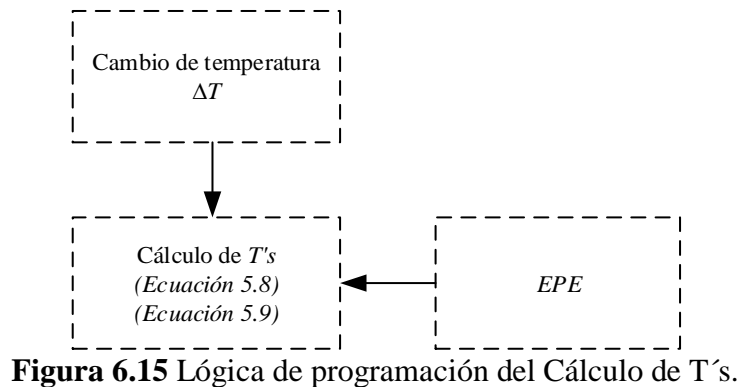 Cambio de temperatura
ΔT
Cálculo de T's
(Ecuación 5.8)
(Ecuación 5.9)
EPE
Figura 6.15 Lógica de programación del Cálculo de T´s.